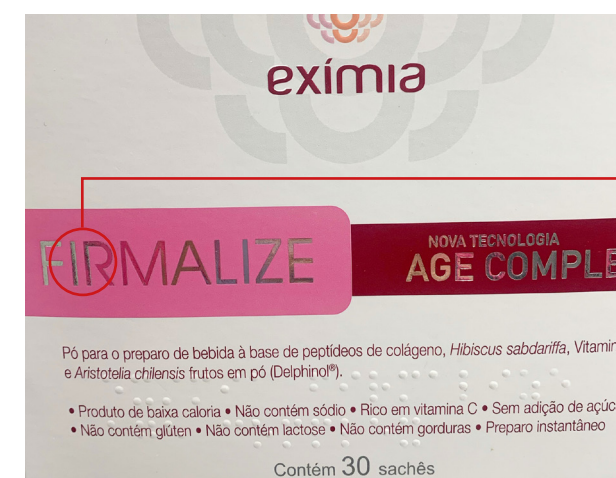 exímia
FIRMALIZE
NOVA TECNOLOGIA
AGE COMPLE
Pó para o preparo de bebida à base de peptídeos de colágeno, Hibiscus sabdariffa, Vitamin
e Aristotelia chilensis frutos em pó (Delphinol®).
• Produto de baixa caloria • Não contém sódio • Rico em vitamina C • Sem adição de açúc
• Não contém glúten • Não contém lactose • Não contém gorduras • Preparo instantâneo
Contém 30 sachês